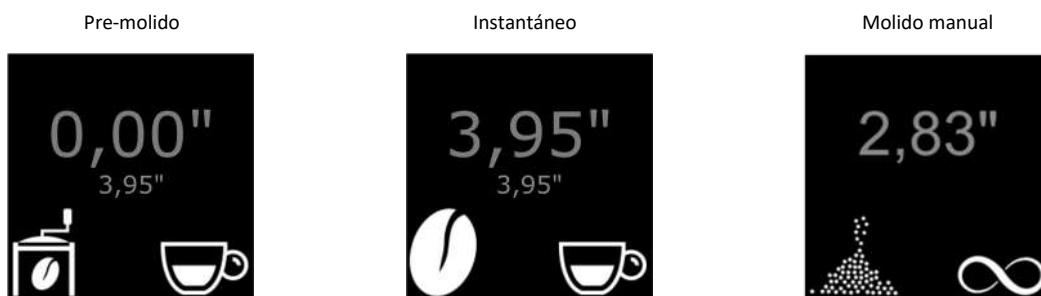 Pre-molido
Instantáneo
Molido manual
0,00"
3,95"
3,95"
3,95"
2,83"